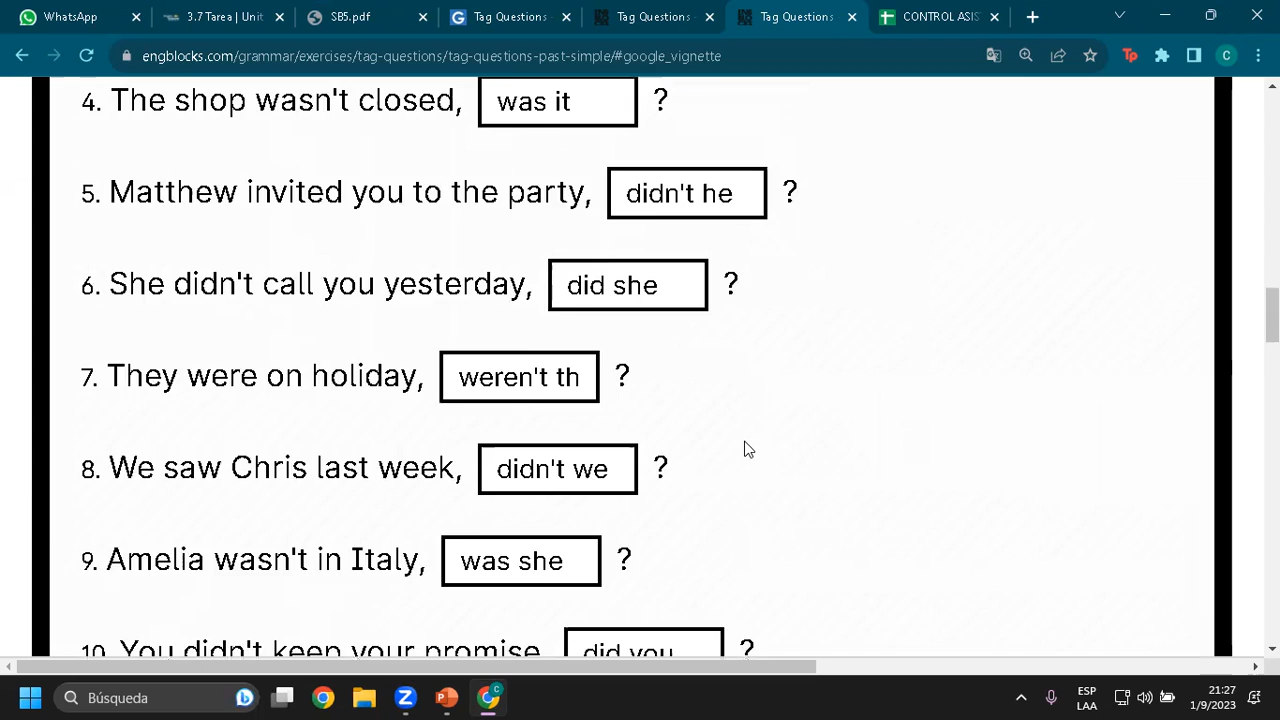 WhatsApp
3.7 Tarea | Unit
SB5.pdf
Tag Questions
Tag Questions
Tag Questions
CONTROL ASIS
engblocks.com/grammar/exercises/tag-questions/tag-questions-past-simple/#google_vignette
4. The shop wasn't closed, was it ?
5. Matthew invited you to the party, didn't he ?
6. She didn't call you yesterday, did she ?
7. They were on holiday, weren't th ?
8. We saw Chris last week, didn't we ?
9. Amelia wasn't in Italy, was she ?
10. You didn't keep your promise, did you ?
Búsqueda
ESP
LAA
21:27
1/9/2023